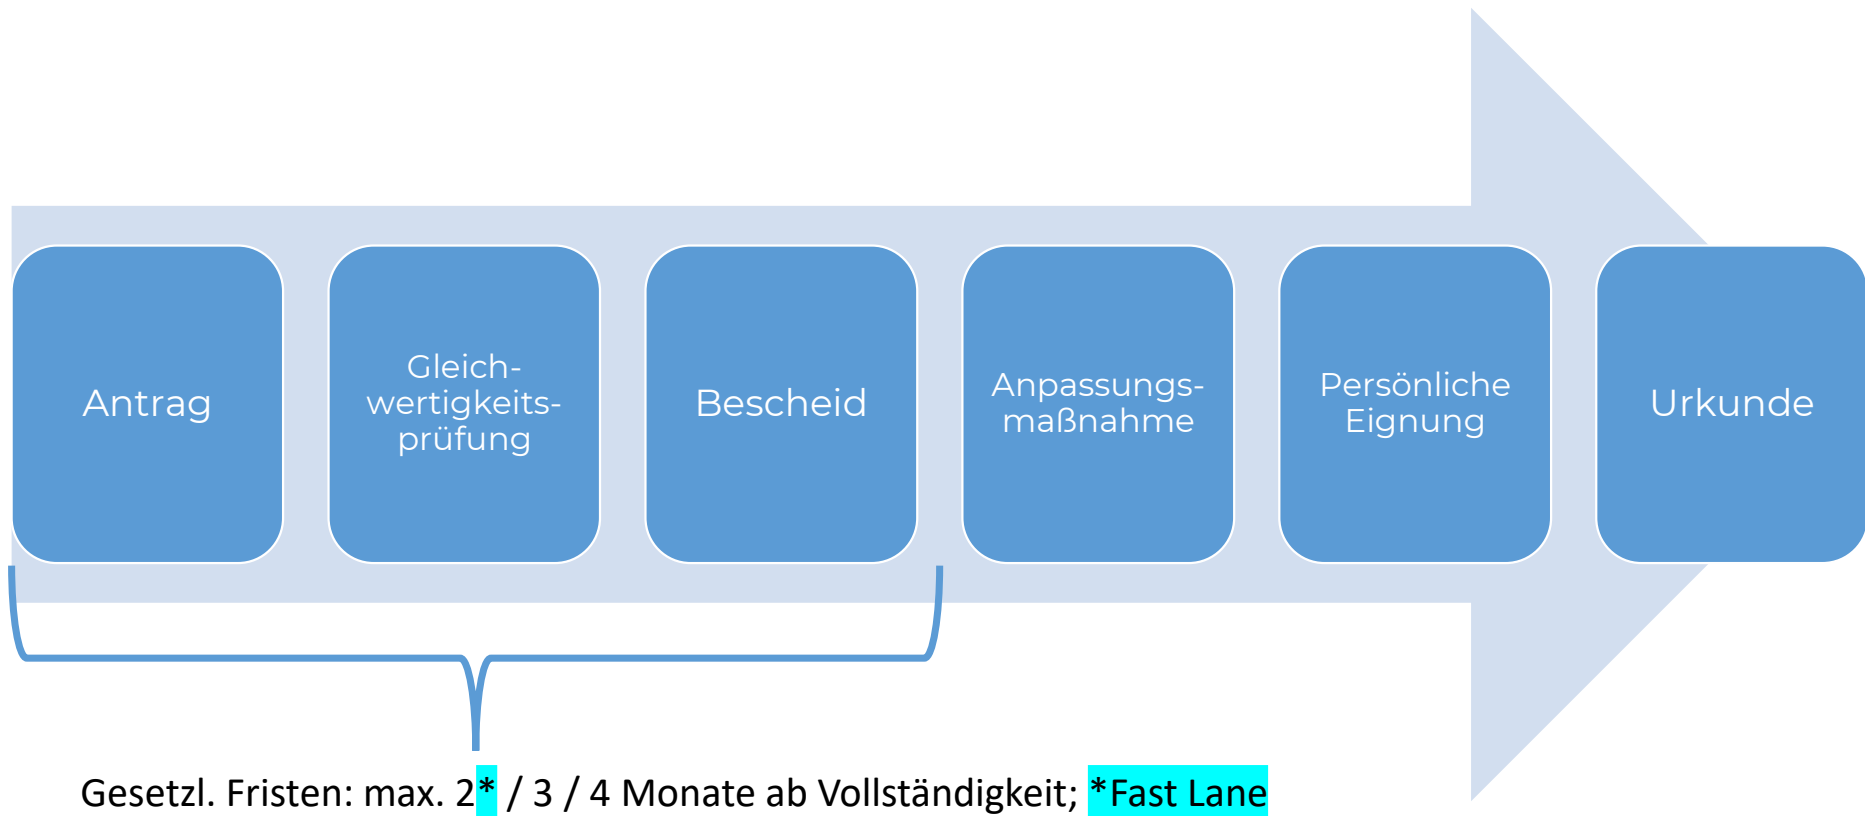 Antrag
Gleich-
wertigkeits-
prüfung
Bescheid
Anpassungs-
maßnahme
Persönliche
Eignung
Urkunde
Gesetzl. Fristen: max. 2* / 3 / 4 Monate ab Vollständigkeit; *Fast Lane